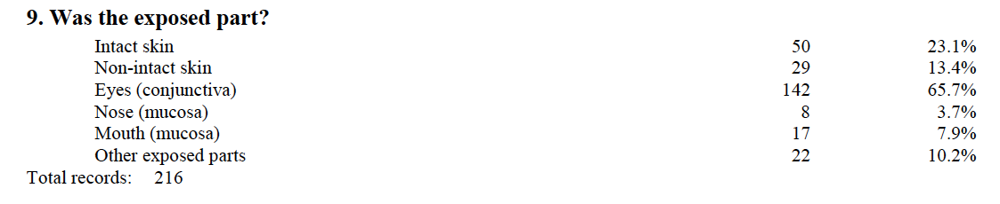 9. Was the exposed part?
Intact skin 50 23.1%
Non-intact skin 29 13.4%
Eyes (conjunctiva) 142 65.7%
Nose (mucosa) 8 3.7%
Mouth (mucosa) 17 7.9%
Other exposed parts 22 10.2%
Total records: 216